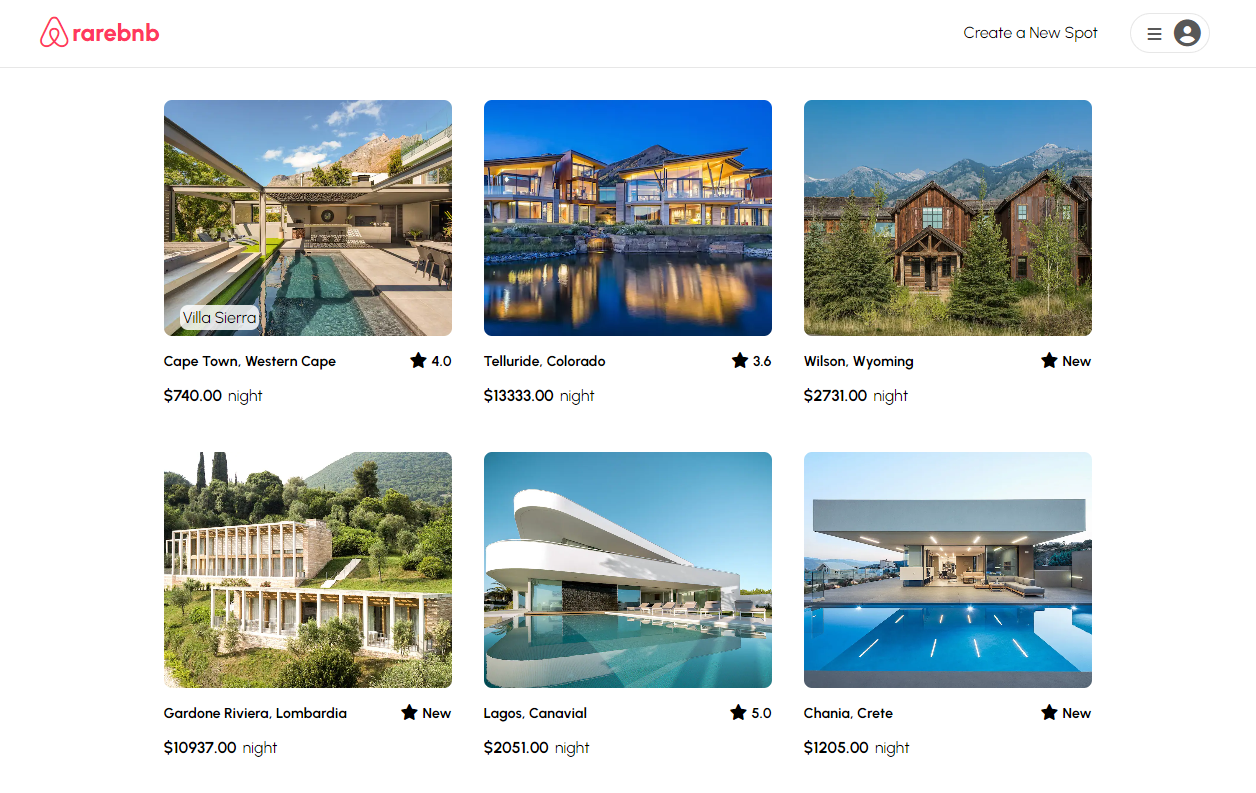 rarebnb
Create a New Spot
Villa Sierra
Cape Town, Western Cape
4.0
$740.00 night
Telluride, Colorado
3.6
$13333.00 night
Wilson, Wyoming
New
$2731.00 night
Gardone Riviera, Lombardia
New
$10937.00 night
Lagos, Canavial
5.0
$2051.00 night
Chania, Crete
New
$1205.00 night